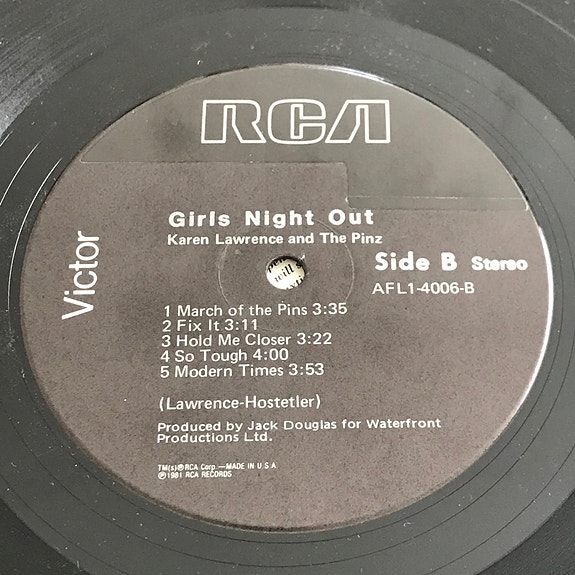 RCA
Victor
Girls Night Out
Karen Lawrence and The Pinz
Side B Stereo
AFL1-4006-B
will
1 March of the Pins 3:35
2 Fix It 3:11
3 Hold Me Closer 3:22
4 So Tough 4:00
5 Modern Times 3:53
(Lawrence-Hostetler)
Produced by Jack Douglas for Waterfront
Productions Ltd.
TM(s)®RCA Corp.—MADE IN U.S.A.
℗1981 RCA RECORDS